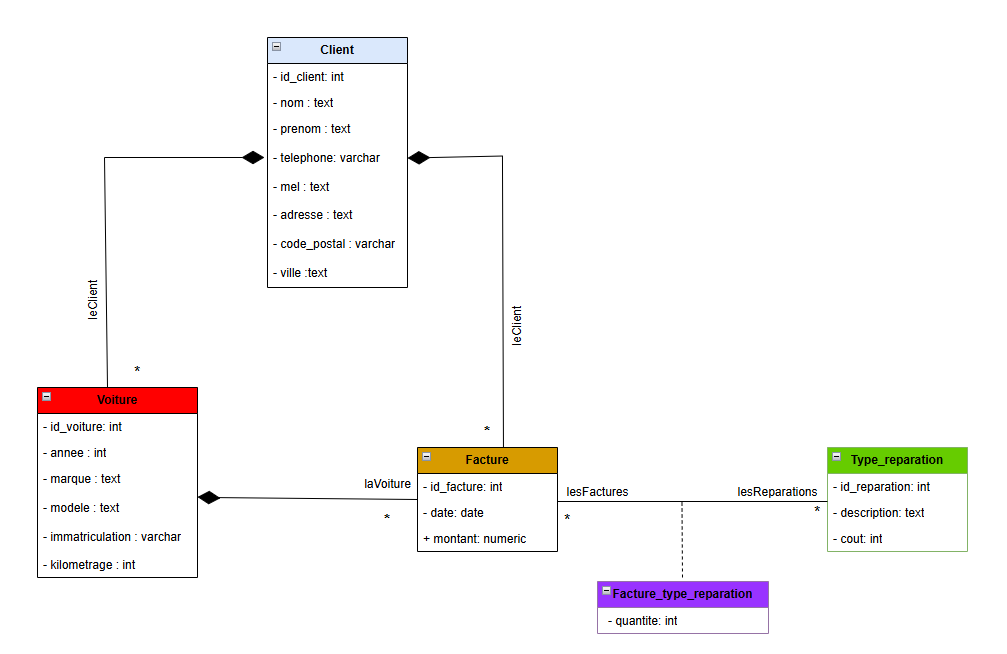 Client
- id_client: int
- nom : text
- prenom : text
- telephone: varchar
- mel : text
- adresse : text
- code_postal : varchar
- ville :text
leClient
*
leClient
*
Voiture
- id_voiture: int
- annee : int
- marque : text
- modele : text
- immatriculation : varchar
- kilometrage : int
laVoiture
*
Facture
- id_facture: int
- date: date
+ montant: numeric
lesFactures
*
lesReparations
*
Type_reparation
- id_reparation: int
- description: text
- cout: int
Facture_type_reparation
- quantite: int